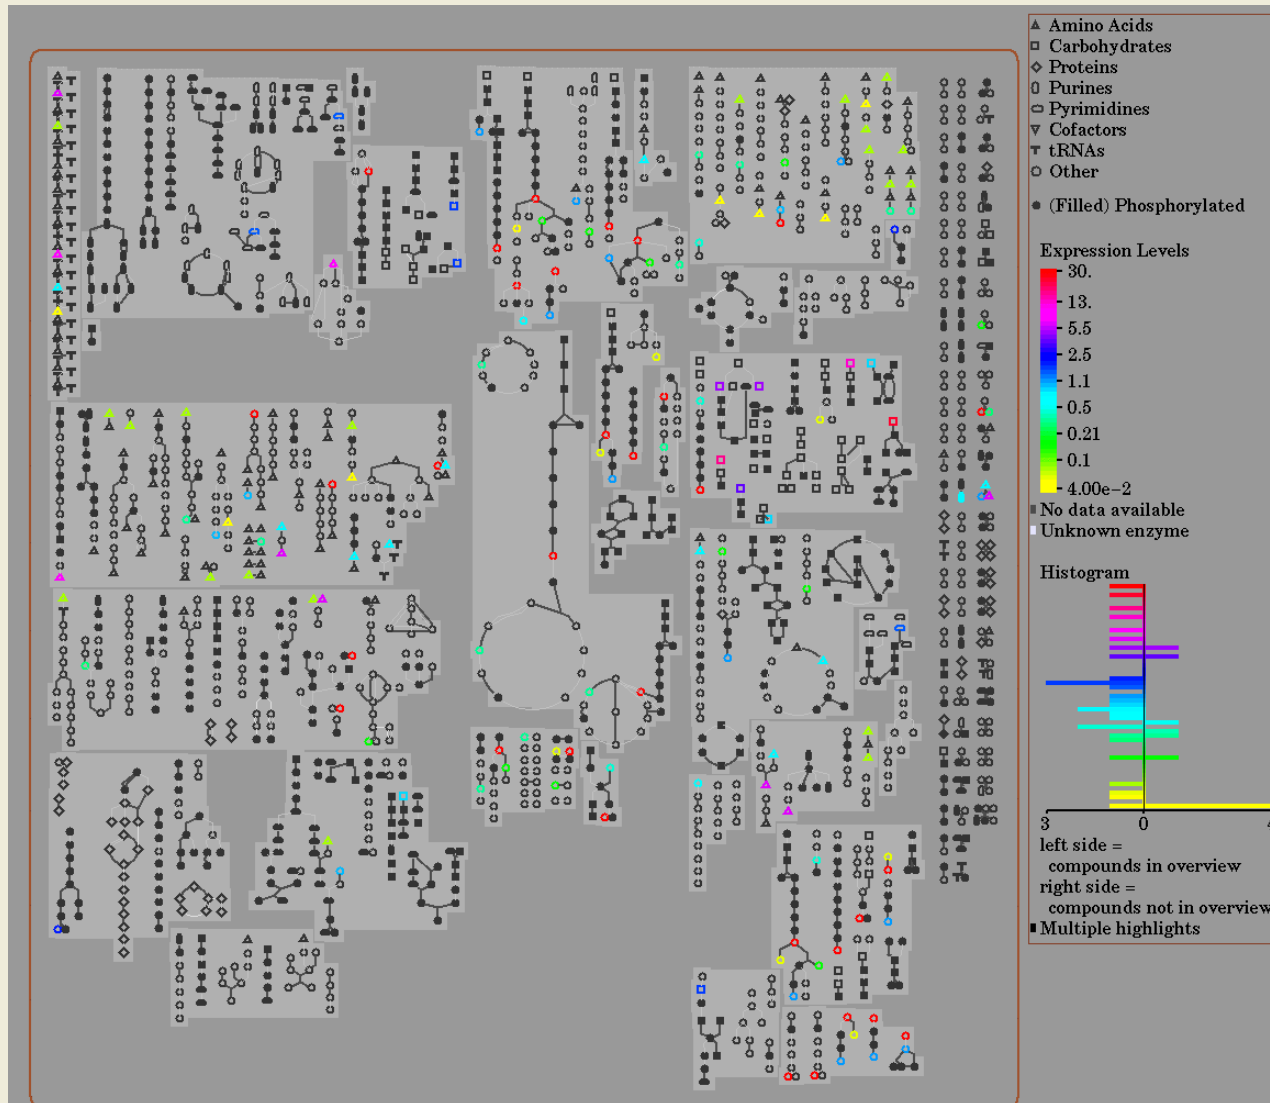 Amino Acids
Carbohydrates
Proteins
Purines
Pyrimidines
Cofactors
tRNAs
Other
(Filled) Phosphorylated
Expression Levels
30.
13.
5.5
2.5
1.1
0.5
0.21
0.1
4.00e-2
No data available
Unknown enzyme
Histogram
3 0 4
left side =
compounds in overview
right side =
compounds not in overview
Multiple highlights